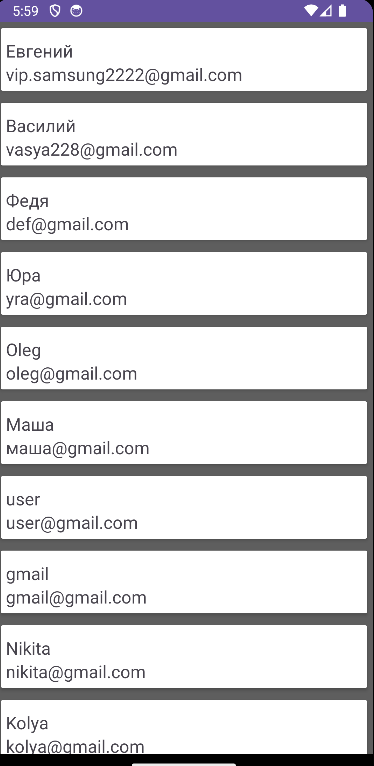 5:59
Евгений
vip.samsung2222@gmail.com
Василий
vasya228@gmail.com
Федя
def@gmail.com
Юра
yra@gmail.com
Oleg
oleg@gmail.com
Маша
маша@gmail.com
user
user@gmail.com
gmail
gmail@gmail.com
Nikita
nikita@gmail.com
Kolya
kolya@gmail.com